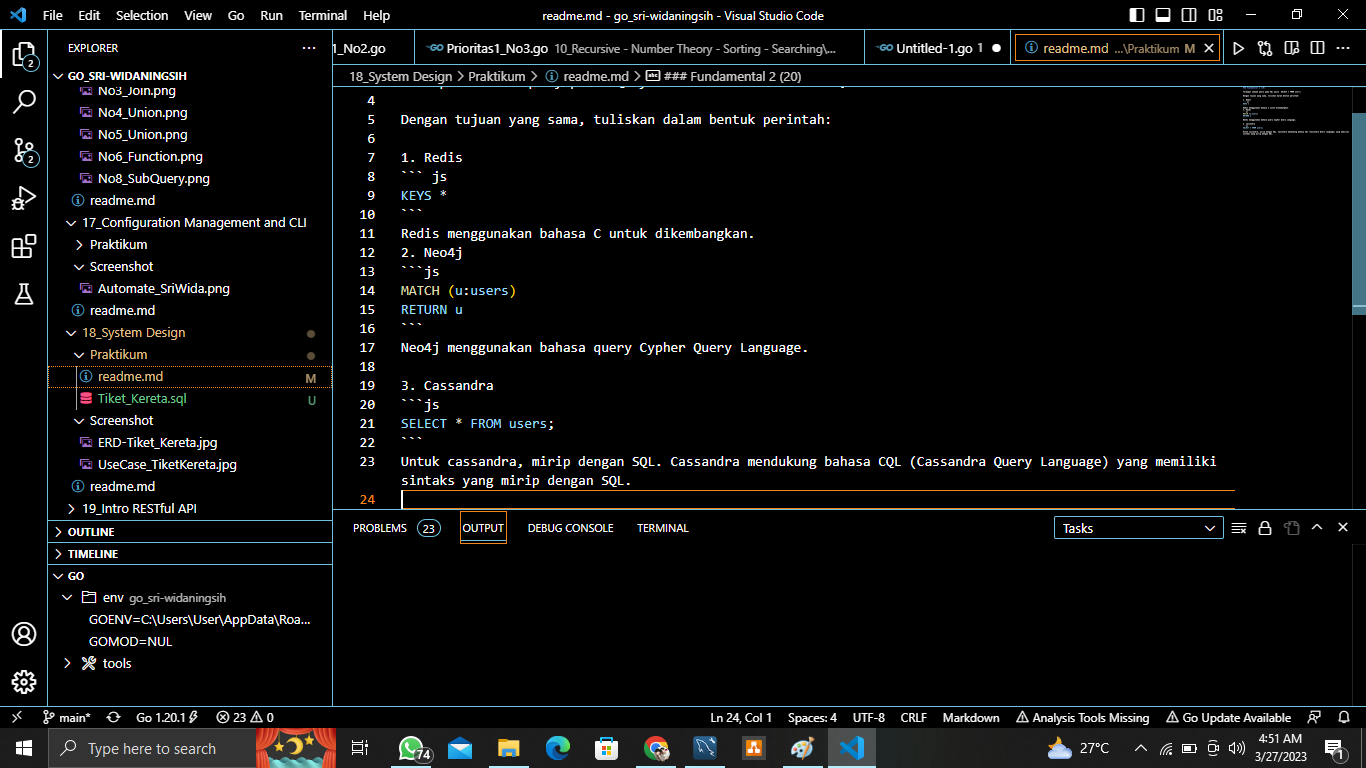 File Edit Selection View Go Run Terminal Help
readme.md - go_sri-widaningsih - Visual Studio Code
EXPLORER
1_No2.go
Prioritas1_No3.go 10_Recursive - Number Theory - Sorting - Searching\...
Untitled-1.go 1
readme.md ...\Praktikum M
18_System Design > Praktikum > readme.md > ### Fundamental 2 (20)
GO_SRI-WIDANINGSIH
No3_Join.png
No4_Union.png
No5_Union.png
No6_Function.png
No8_SubQuery.png
readme.md
17_Configuration Management and CLI
Praktikum
Screenshot
Automate_SriWida.png
readme.md
18_System Design
Praktikum
readme.md M
Tiket_Kereta.sql U
Screenshot
ERD-Tiket_Kereta.jpg
UseCase_TiketKereta.jpg
readme.md
19_Intro RESTful API
OUTLINE
TIMELINE
GO
env go_sri-widaningsih
GOENV=C:\Users\User\AppData\Roa...
GOMOD=NUL
tools
4
5 Dengan tujuan yang sama, tuliskan dalam bentuk perintah:
6
7 1. Redis
8 ``` js
9 KEYS *
10 ```
11 Redis menggunakan bahasa C untuk dikembangkan.
12 2. Neo4j
13 ```js
14 MATCH (u:users)
15 RETURN u
16 ```
17 Neo4j menggunakan bahasa query Cypher Query Language.
18
19 3. Cassandra
20 ```js
21 SELECT * FROM users;
22 ```
23 Untuk cassandra, mirip dengan SQL. Cassandra mendukung bahasa CQL (Cassandra Query Language) yang memiliki
sintaks yang mirip dengan SQL.
24
PROBLEMS 23 OUTPUT DEBUG CONSOLE TERMINAL
Tasks
2
2
main* Go 1.20.1 23 0
Ln 24, Col 1 Spaces: 4 UTF-8 CRLF Markdown Analysis Tools Missing Go Update Available
Type here to search
74
27°C
4:51 AM
3/27/2023
1